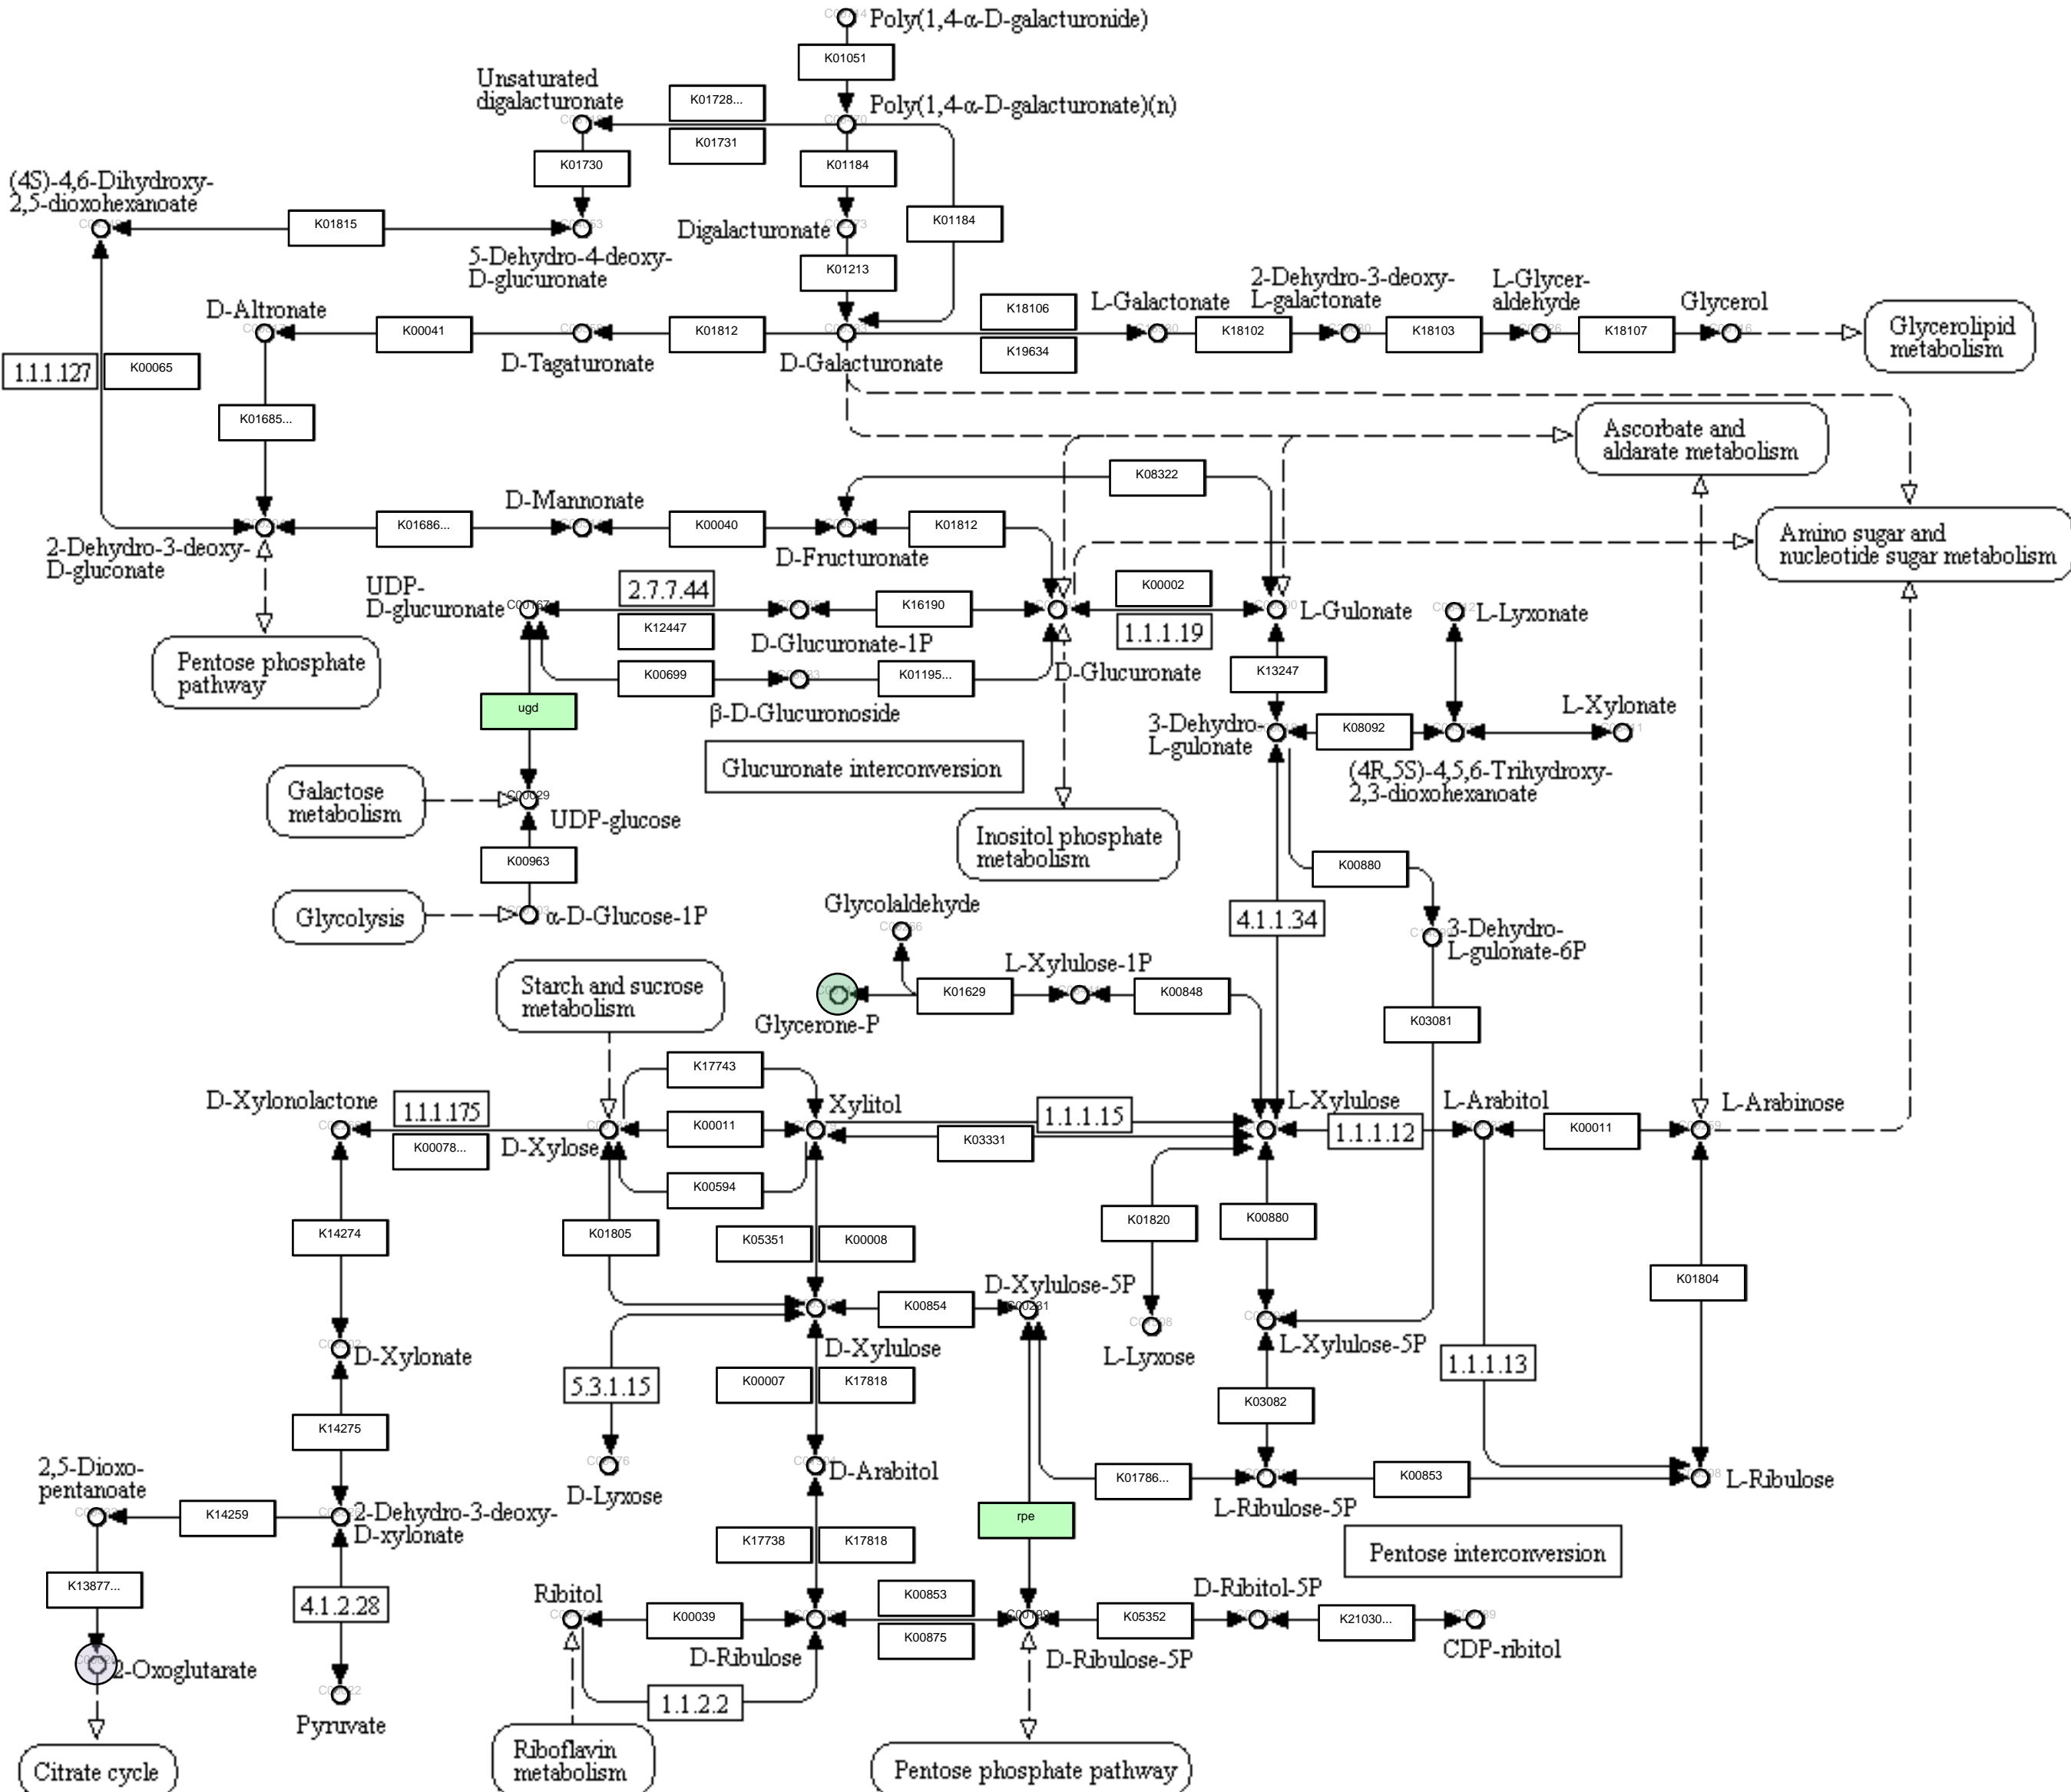 Poly(1,4-α-D-galacturonide)
K01051
Unsaturated
digalacturonate
K01728...
Poly(1,4-α-D-galacturonate)(n)
K01731
K01730
K01184
(4S)-4,6-Dihydroxy-
2,5-dioxohexanoate
K01815
Digalacturonate
K01184
5-Dehydro-4-deoxy-
D-glucuronate
K01213
D-Altronate
K00041
K01812
K18106
L-Galactonate
K18102
2-Dehydro-3-deoxy-
L-galactonate
K18103
L-Glycer-
aldehyde
K18107
Glycerol
Glycerolipid
metabolism
D-Tagaturonate
D-Galacturonate
K19634
1.1.1.127
K00065
K01685...
Ascorbate and
aldarate metabolism
K08322
D-Mannonate
K01686...
K00040
K01812
Amino sugar and
nucleotide sugar metabolism
2-Dehydro-3-deoxy-
D-gluconate
D-Fructuronate
UDP-
D-glucuronate
C00167
2.7.7.44
K12447
K16190
K00002
1.1.1.19
L-Gulonate
L-Lyxonate
D-Glucuronate-1P
D-Glucuronate
Pentose phosphate
pathway
K00699
K01195...
K13247
ugd
β-D-Glucuronoside
3-Dehydro-
L-gulonate
K08092
L-Xylonate
Glucuronate interconversion
(4R,5S)-4,5,6-Trihydroxy-
2,3-dioxohexanoate
Galactose
metabolism
C00029
UDP-glucose
Inositol phosphate
metabolism
K00963
K00880
Glycolysis
α-D-Glucose-1P
Glycolaldehyde
4.1.1.34
3-Dehydro-
L-gulonate-6P
Starch and sucrose
metabolism
L-Xylulose-1P
K01629
K00848
Glycerone-P
K03081
K17743
D-Xylonolactone
1.1.1.175
K00078...
D-Xylose
K00011
Xylitol
1.1.1.15
K03331
L-Xylulose
1.1.1.12
L-Arabitol
K00011
L-Arabinose
K00594
K14274
K01805
K05351
K00008
K01820
K00880
K01804
D-Xylulose-5P
K00854
C00231
D-Xylonate
D-Xylulose
L-Lyxose
L-Xylulose-5P
5.3.1.15
K00007
K17818
1.1.1.13
K03082
K14275
2,5-Dioxo-
pentanoate
D-Lyxose
D-Arabitol
K01786...
K00853
L-Ribulose
L-Ribulose-5P
K14259
2-Dehydro-3-deoxy-
D-xylonate
rpe
K17738
K17818
Pentose interconversion
K13877...
4.1.2.28
Ribitol
K00039
K00853
K00875
C00199
K05352
D-Ribitol-5P
K21030...
D-Ribulose
D-Ribulose-5P
CDP-ribitol
2-Oxoglutarate
1.1.2.2
Pyruvate
Citrate cycle
Riboflavin
metabolism
Pentose phosphate pathway